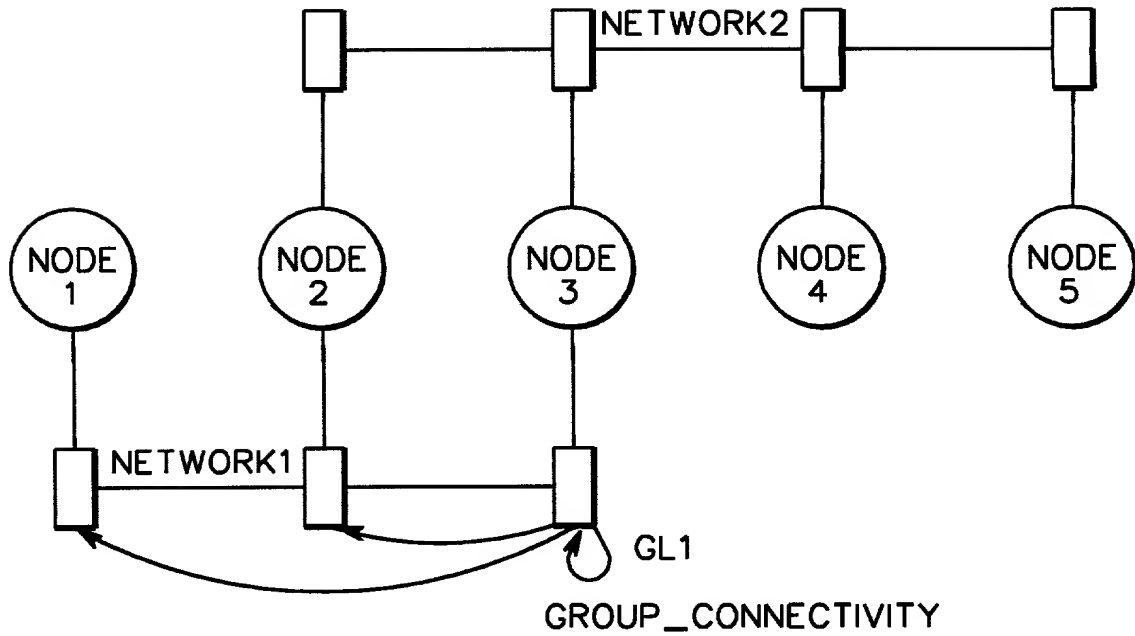 NETWORK2
NODE
1
NODE
2
NODE
3
NODE
4
NODE
5
NETWORK1
GL1
GROUP_CONNECTIVITY